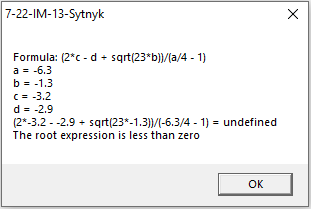 7-22-IM-13-Sytnyk
Formula: (2*c - d + sqrt(23*b))/(a/4 - 1)
a = -6.3
b = -1.3
c = -3.2
d = -2.9
(2*-3.2 - -2.9 + sqrt(23*-1.3))/(-6.3/4 - 1) = undefined
The root expression is less than zero
OK